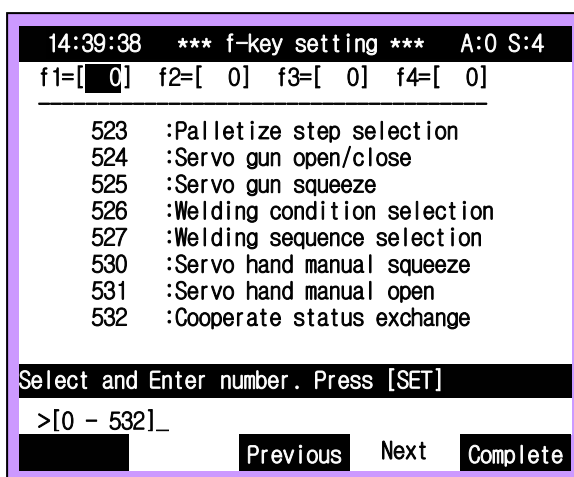 14:39:38 *** f-key setting *** A:0 S:4
f1=[ 0] f2=[ 0] f3=[ 0] f4=[ 0]
523 :Palletize step selection
524 :Servo gun open/close
525 :Servo gun squeeze
526 :Welding condition selection
527 :Welding sequence selection
530 :Servo hand manual squeeze
531 :Servo hand manual open
532 :Cooperate status exchange
Select and Enter number. Press [SET]
>[0 - 532]_
Previous Next Complete